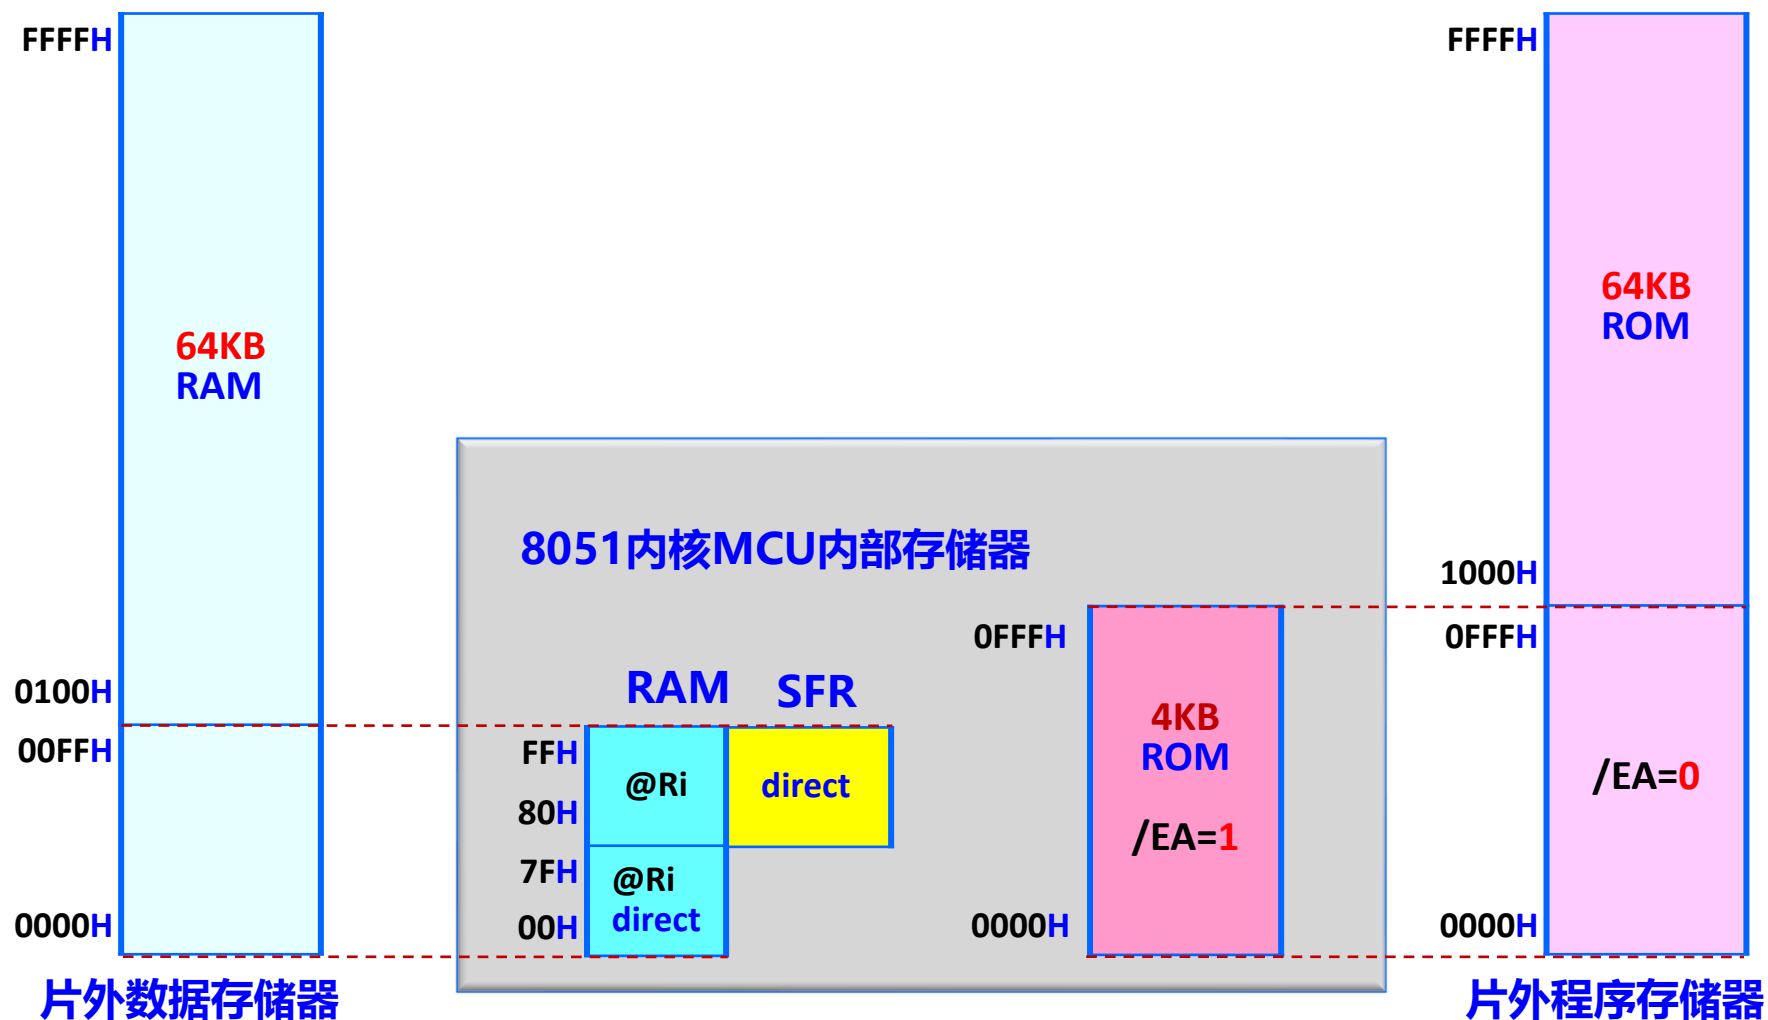 FFFFH
64KB
RAM
0100H
00FFH
0000H
片外数据存储器
8051内核MCU内部存储器
RAM
SFR
FFH
80H
7FH
00H
@Ri
direct
@Ri
direct
0FFFH
0000H
4KB
ROM
/EA=1
FFFFH
64KB
ROM
1000H
0FFFH
/EA=0
0000H
片外程序存储器